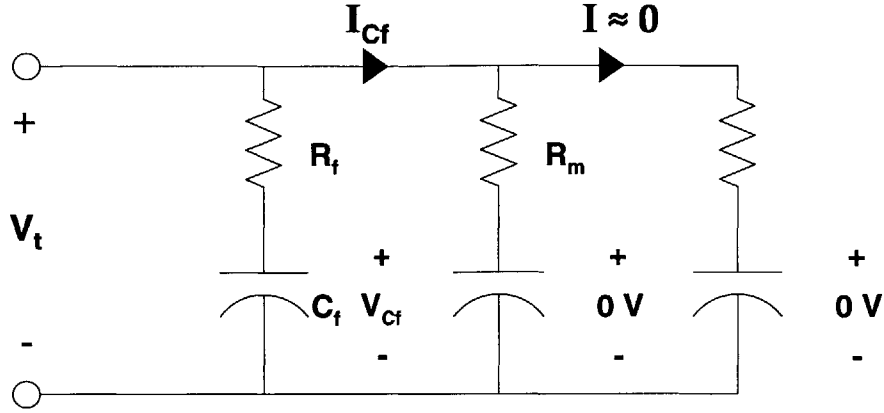 I_Cf
I ≈ 0
+
R_f
R_m
V_t
+
+
+
C_f
V_Cf
0 V
0 V
-
-
-
-